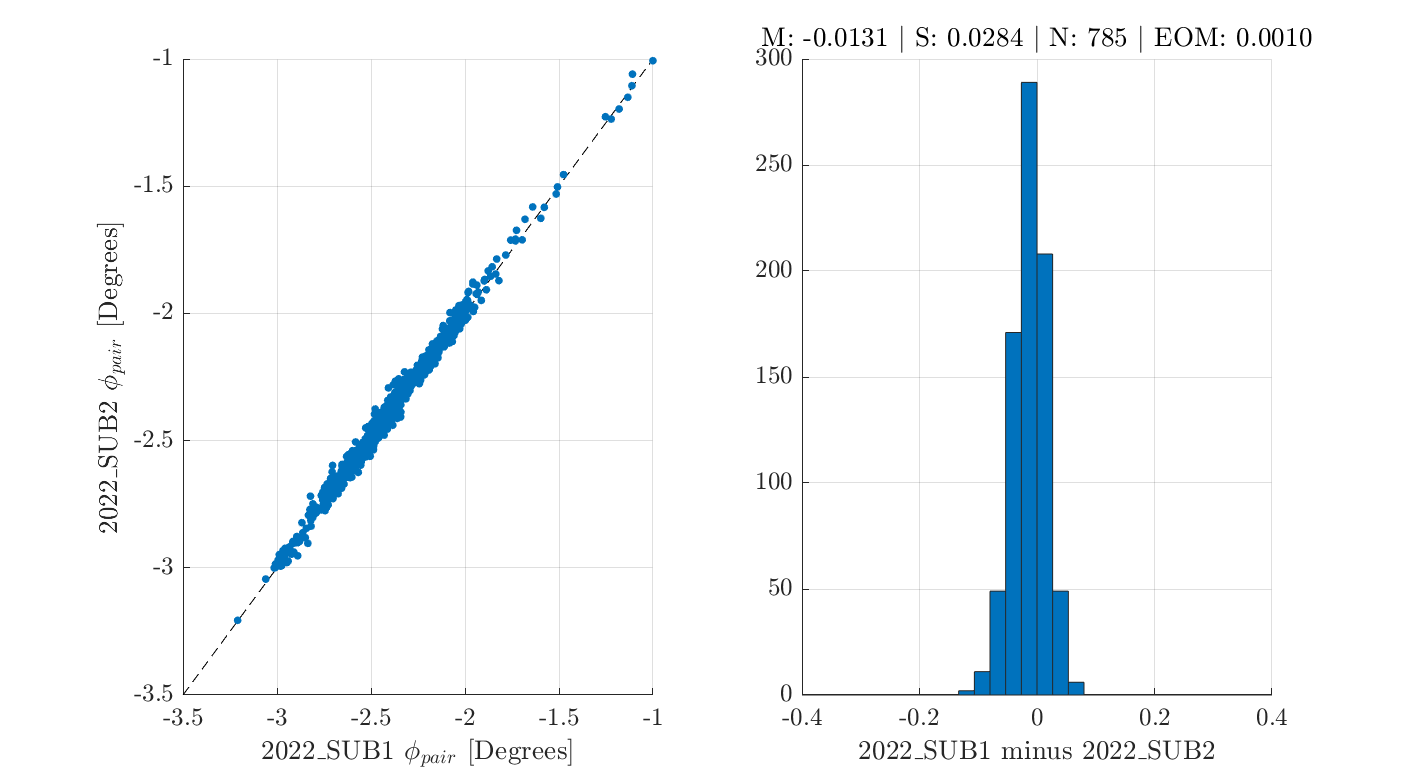 -1
-1.5
-2
-2.5
-3
-3.5
-3.5 -3 -2.5 -2 -1.5 -1
2022_SUB1 ϕpair [Degrees]
2022_SUB2 ϕpair [Degrees]
M: -0.0131 | S: 0.0284 | N: 785 | EOM: 0.0010
300
250
200
150
100
50
0
-0.4 -0.2 0 0.2 0.4
2022_SUB1 minus 2022_SUB2